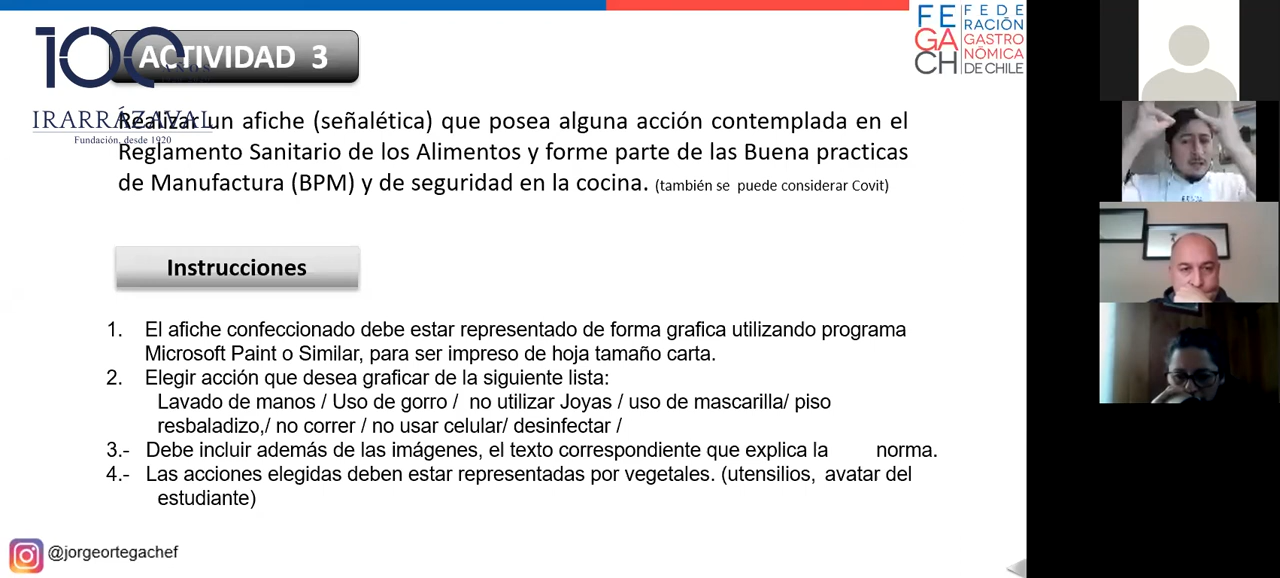 FE
GA
CH
FEDE
RACIÓN
GASTRO
NÓMICA
DE CHILE
100
AÑOS
IRARRÁZAVAL
Fundación, desde 1920
ACTIVIDAD 3
Realizar un afiche (señalética) que posea alguna acción contemplada en el
Reglamento Sanitario de los Alimentos y forme parte de las Buena practicas
de Manufactura (BPM) y de seguridad en la cocina. (también se puede considerar Covit)
Instrucciones
1. El afiche confeccionado debe estar representado de forma grafica utilizando programa
Microsoft Paint o Similar, para ser impreso de hoja tamaño carta.
2. Elegir acción que desea graficar de la siguiente lista:
Lavado de manos / Uso de gorro / no utilizar Joyas / uso de mascarilla/ piso
resbaladizo,/ no correr / no usar celular/ desinfectar /
3.- Debe incluir además de las imágenes, el texto correspondiente que explica la norma.
4.- Las acciones elegidas deben estar representadas por vegetales. (utensilios, avatar del
estudiante)
@jorgeortegachef